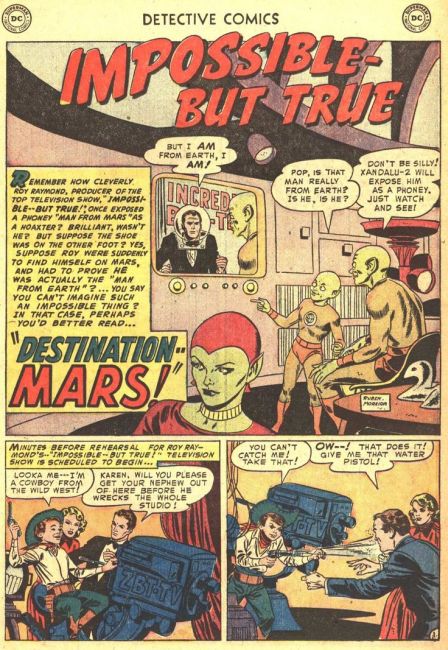 SUPERMAN
DC
NATIONAL COMICS
DETECTIVE COMICS
SUPERMAN
DC
NATIONAL COMICS
IMPOSSIBLE-
BUT TRUE
BUT I AM
FROM EARTH, I
AM!
INCRED
BUT-T
POP, IS THAT
MAN REALLY
FROM EARTH?
IS HE, IS HE?
DON'T BE SILLY!
XANDALU-2 WILL
EXPOSE HIM
AS A PHONEY.
JUST WATCH
AND SEE!
REMEMBER HOW CLEVERLY
ROY RAYMOND, PRODUCER OF THE
TOP TELEVISION SHOW, "IMPOSSI-
BLE--BUT TRUE!", ONCE EXPOSED
A PHONEY "MAN FROM MARS" AS
A HOAXTER? BRILLIANT, WASN'T
HE? BUT SUPPOSE THE SHOE
WAS ON THE OTHER FOOT? YES,
SUPPOSE ROY WERE SUDDENLY
TO FIND HIMSELF ON MARS,
AND HAD TO PROVE HE
WAS ACTUALLY THE "MAN
FROM EARTH"?... YOU SAY
YOU CAN'T IMAGINE SUCH
AN IMPOSSIBLE THING?
IN THAT CASE, PERHAPS
YOU'D BETTER READ...
"DESTINATION--
MARS!"
RUBEN.
MOREIRA
MINUTES BEFORE REHEARSAL FOR ROY RAY-
MOND'S--"IMPOSSIBLE--BUT TRUE!" TELEVISION
SHOW IS SCHEDULED TO BEGIN...
LOOKA ME--I'M
A COWBOY FROM
THE WILD WEST!
KAREN, WILL YOU PLEASE
GET YOUR NEPHEW OUT
OF HERE BEFORE HE
WRECKS THE WHOLE
STUDIO!
ZBT-TV
YOU CAN'T
CATCH ME!
TAKE THAT!
OW--! THAT DOES IT!
GIVE ME THAT WATER
PISTOL!
ZBT-TV